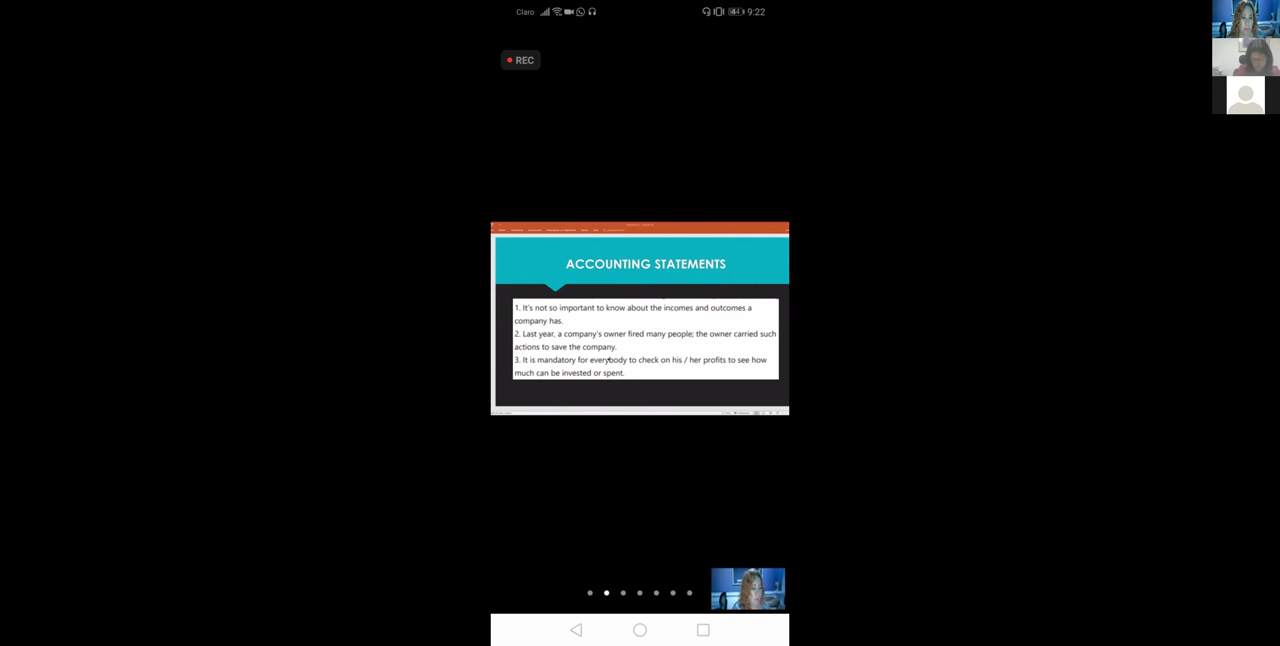 Claro
44
9:22
REC
ACCOUNTING STATEMENTS
1. It's not so important to know about the incomes and outcomes a
company has.
2. Last year, a company's owner fired many people; the owner carried such
actions to save the company.
3. It is mandatory for everybody to check on his / her profits to see how
much can be invested or spent.